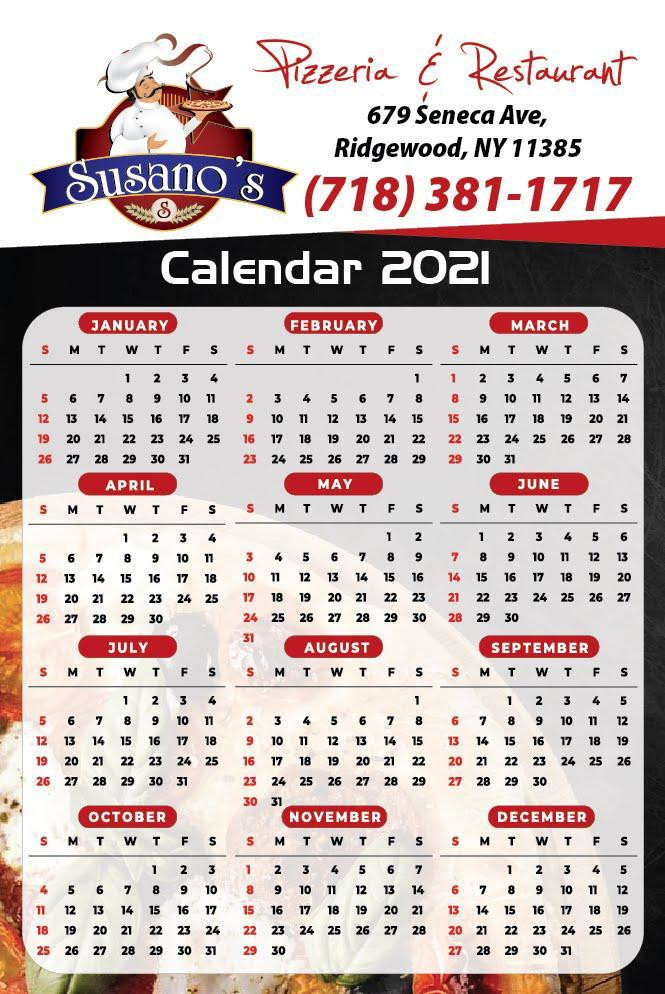 Pizzeria & Restaurant
679 Seneca Ave,
Ridgewood, NY 11385
(718) 381-1717
Susano's
S
Calendar 2021
JANUARY
S M T W T F S
1 2 3 4
5 6 7 8 9 10 11
12 13 14 15 16 17 18
19 20 21 22 23 24 25
26 27 28 29 30 31
FEBRUARY
S M T W T F S
1
2 3 4 5 6 7 8
9 10 11 12 13 14 15
16 17 18 19 20 21 22
23 24 25 26 27 28 29
MARCH
S M T W T F S
1 2 3 4 5 6 7
8 9 10 11 12 13 14
15 16 17 18 19 20 21
22 23 24 25 26 27 28
29 30 31
APRIL
S M T W T F S
1 2 3 4
5 6 7 8 9 10 11
12 13 14 15 16 17 18
19 20 21 22 23 24 25
26 27 28 29 30
MAY
S M T W T F S
1 2
3 4 5 6 7 8 9
10 11 12 13 14 15 16
17 18 19 20 21 22 23
24 25 26 27 28 29 30
31
JUNE
S M T W T F S
1 2 3 4 5 6
7 8 9 10 11 12 13
14 15 16 17 18 19 20
21 22 23 24 25 26 27
28 29 30
JULY
S M T W T F S
1 2 3 4
5 6 7 8 9 10 11
12 13 14 15 16 17 18
19 20 21 22 23 24 25
26 27 28 29 30 31
AUGUST
S M T W T F S
1
2 3 4 5 6 7 8
9 10 11 12 13 14 15
16 17 18 19 20 21 22
23 24 25 26 27 28 29
30 31
SEPTEMBER
S M T W T F S
1 2 3 4 5
6 7 8 9 10 11 12
13 14 15 16 17 18 19
20 21 22 23 24 25 26
27 28 29 30
OCTOBER
S M T W T F S
1 2 3
4 5 6 7 8 9 10
11 12 13 14 15 16 17
18 19 20 21 22 23 24
25 26 27 28 29 30 31
NOVEMBER
S M T W T F S
1 2 3 4 5 6 7
8 9 10 11 12 13 14
15 16 17 18 19 20 21
22 23 24 25 26 27 28
29 30
DECEMBER
S M T W T F S
1 2 3 4 5
6 7 8 9 10 11 12
13 14 15 16 17 18 19
20 21 22 23 24 25 26
27 28 29 30 31